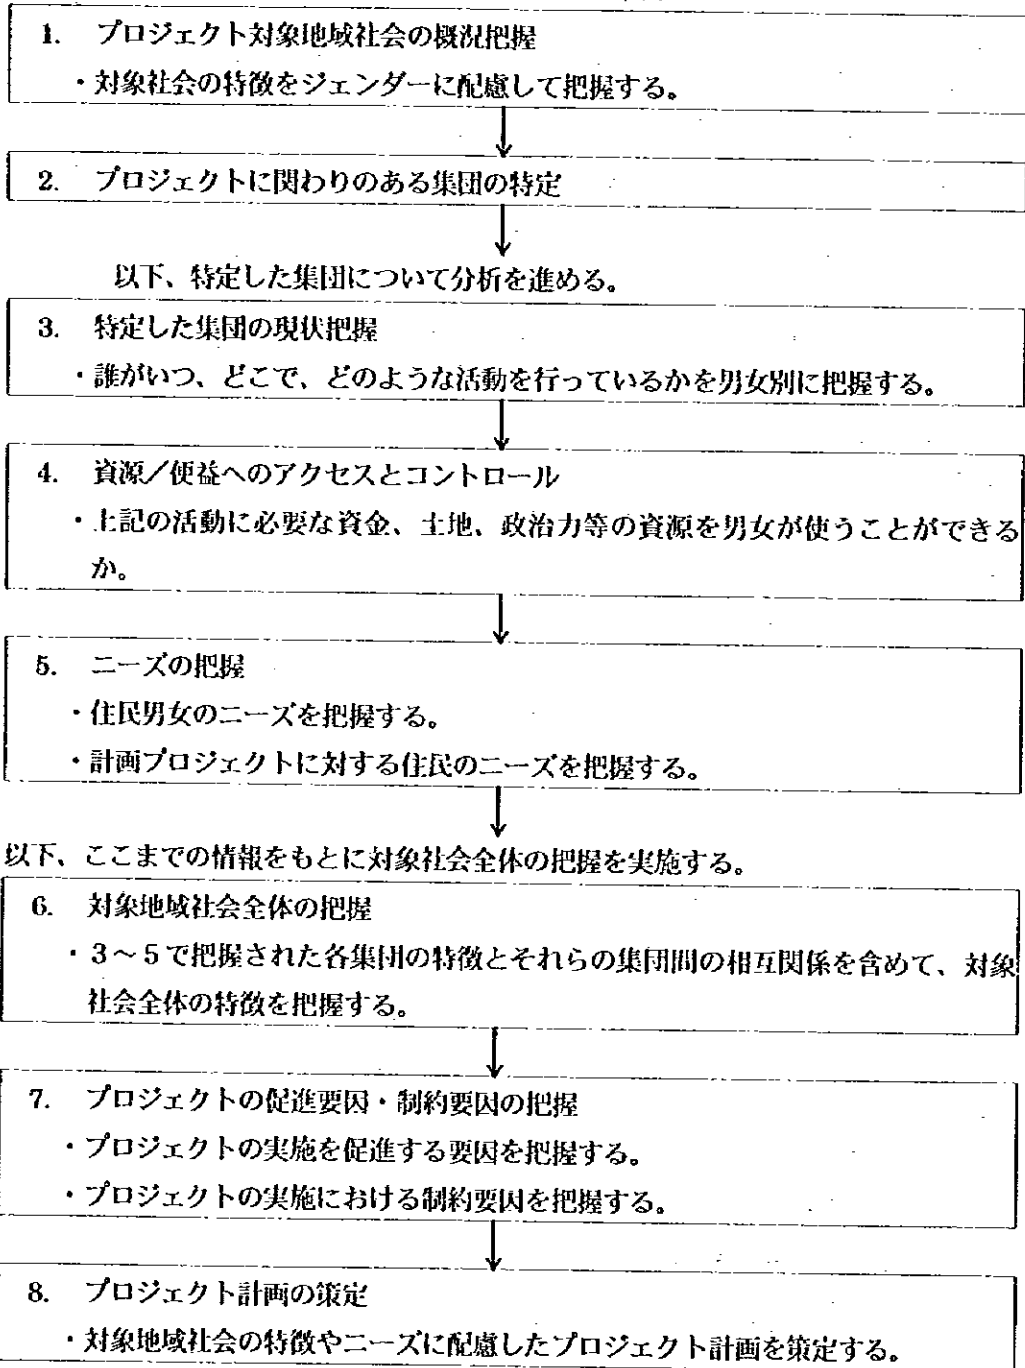 1. プロジェクト対象地域社会の概況把握
・対象社会の特徴をジェンダーに配慮して把握する。
2. プロジェクトに関わりのある集団の特定
以下、特定した集団について分析を進める。
3. 特定した集団の現状把握
・誰がいつ、どこで、どのような活動を行っているかを男女別に把握する。
4. 資源／便益へのアクセスとコントロール
・上記の活動に必要な資金、土地、政治力等の資源を男女が使うことができる
か。
5. ニーズの把握
・住民男女のニーズを把握する。
・計画プロジェクトに対する住民のニーズを把握する。
以下、ここまでの情報をもとに対象社会全体の把握を実施する。
6. 対象地域社会全体の把握
・３～５で把握された各集団の特徴とそれらの集団間の相互関係を含めて、対象
社会全体の特徴を把握する。
7. プロジェクトの促進要因・制約要因の把握
・プロジェクトの実施を促進する要因を把握する。
・プロジェクトの実施における制約要因を把握する。
8. プロジェクト計画の策定
・対象地域社会の特徴やニーズに配慮したプロジェクト計画を策定する。